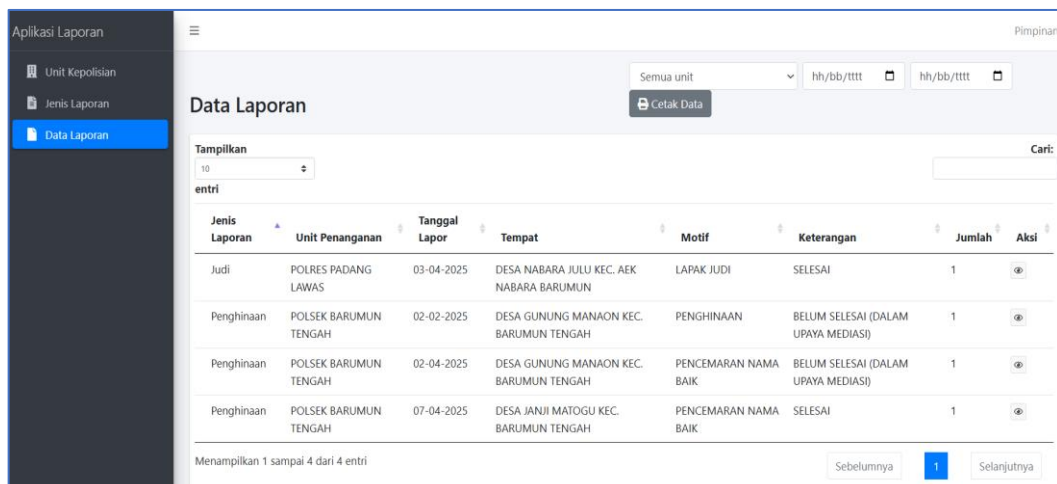 Aplikasi Laporan
Pimpinan
Unit Kepolisian
Jenis Laporan
Data Laporan
Semua unit
hh/bb/tttt
hh/bb/tttt
Data Laporan
Cetak Data
Tampilkan
Cari:
10
entri
Jenis Laporan Unit Penanganan Tanggal Lapor Tempat Motif Keterangan Jumlah Aksi
Judi POLRES PADANG LAWAS 03-04-2025 DESA NABARA JULU KEC. AEK NABARA BARUMUN LAPAK JUDI SELESAI 1
Penghinaan POLSEK BARUMUN TENGAH 02-02-2025 DESA GUNUNG MANAON KEC. BARUMUN TENGAH PENGHINAAN BELUM SELESAI (DALAM UPAYA MEDIASI) 1
Penghinaan POLSEK BARUMUN TENGAH 02-04-2025 DESA GUNUNG MANAON KEC. BARUMUN TENGAH PENCEMARAN NAMA BAIK BELUM SELESAI (DALAM UPAYA MEDIASI) 1
Penghinaan POLSEK BARUMUN TENGAH 07-04-2025 DESA JANJI MATOGU KEC. BARUMUN TENGAH PENCEMARAN NAMA BAIK SELESAI 1
Menampilkan 1 sampai 4 dari 4 entri
Sebelumnya 1 Selanjutnya